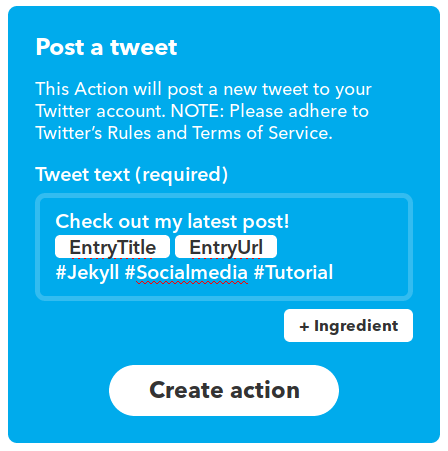 Post a tweet
This Action will post a new tweet to your
Twitter account. NOTE: Please adhere to
Twitter’s Rules and Terms of Service.
Tweet text (required)
Check out my latest post!
EntryTitle EntryUrl
#Jekyll #Socialmedia #Tutorial
+ Ingredient
Create action